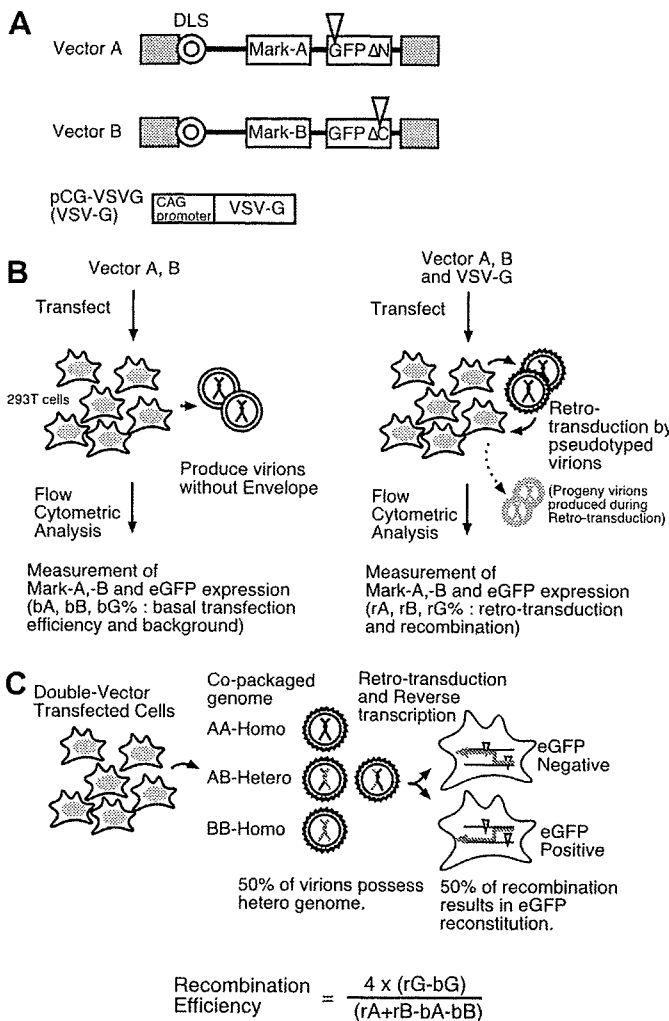 A
DLS
Vector A
Mark-A
GFP ΔN
Vector B
Mark-B
GFP ΔC
pCG-VSVG
(VSV-G)
CAG
promoter
VSV-G
B
Vector A, B
Transfect
293T cells
Produce virions
without Envelope
Flow
Cytometric
Analysis
Measurement of
Mark-A,-B and eGFP expression
(bA, bB, bG% : basal transfection
efficiency and background)
Vector A, B
and VSV-G
Transfect
Retro-
transduction by
pseudotyped
virions
(Progeny virions
produced during
Retro-transduction)
Flow
Cytometric
Analysis
Measurement of
Mark-A,-B and eGFP expression
(rA, rB, rG% : retro-transduction
and recombination)
C
Double-Vector
Transfected Cells
Co-packaged
genome
AA-Homo
AB-Hetero
BB-Homo
50% of virions possess
hetero genome.
Retro-transduction
and Reverse
transcription
eGFP
Negative
eGFP
Positive
50% of recombination
results in eGFP
reconstitution.
Recombination
Efficiency
=
4 x (rG-bG)
(rA+rB-bA-bB)